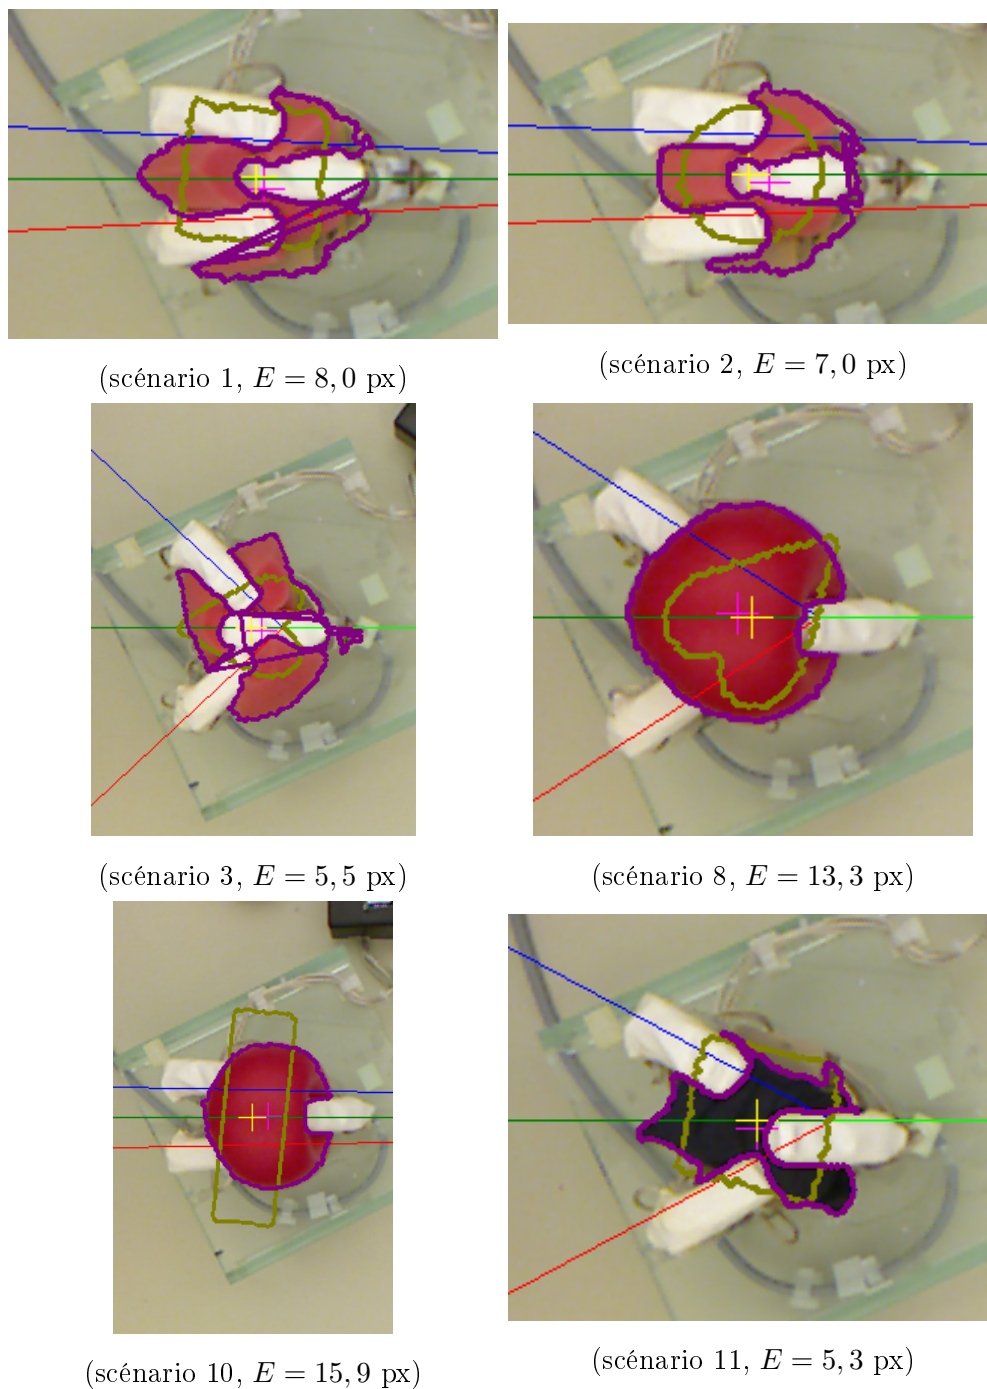 (scénario 1, E = 8,0 px)
(scénario 2, E = 7,0 px)
(scénario 3, E = 5,5 px)
(scénario 8, E = 13,3 px)
(scénario 10, E = 15,9 px)
(scénario 11, E = 5,3 px)